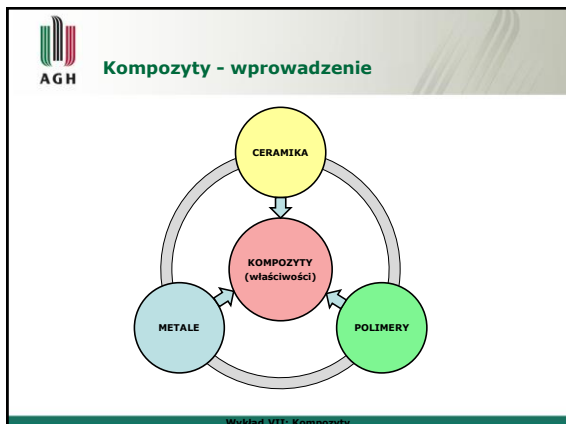 AGH
Kompozyty - wprowadzenie
CERAMIKA
KOMPOZYTY
(właściwości)
METALE
POLIMERY
Wykład VII: Kompozyty